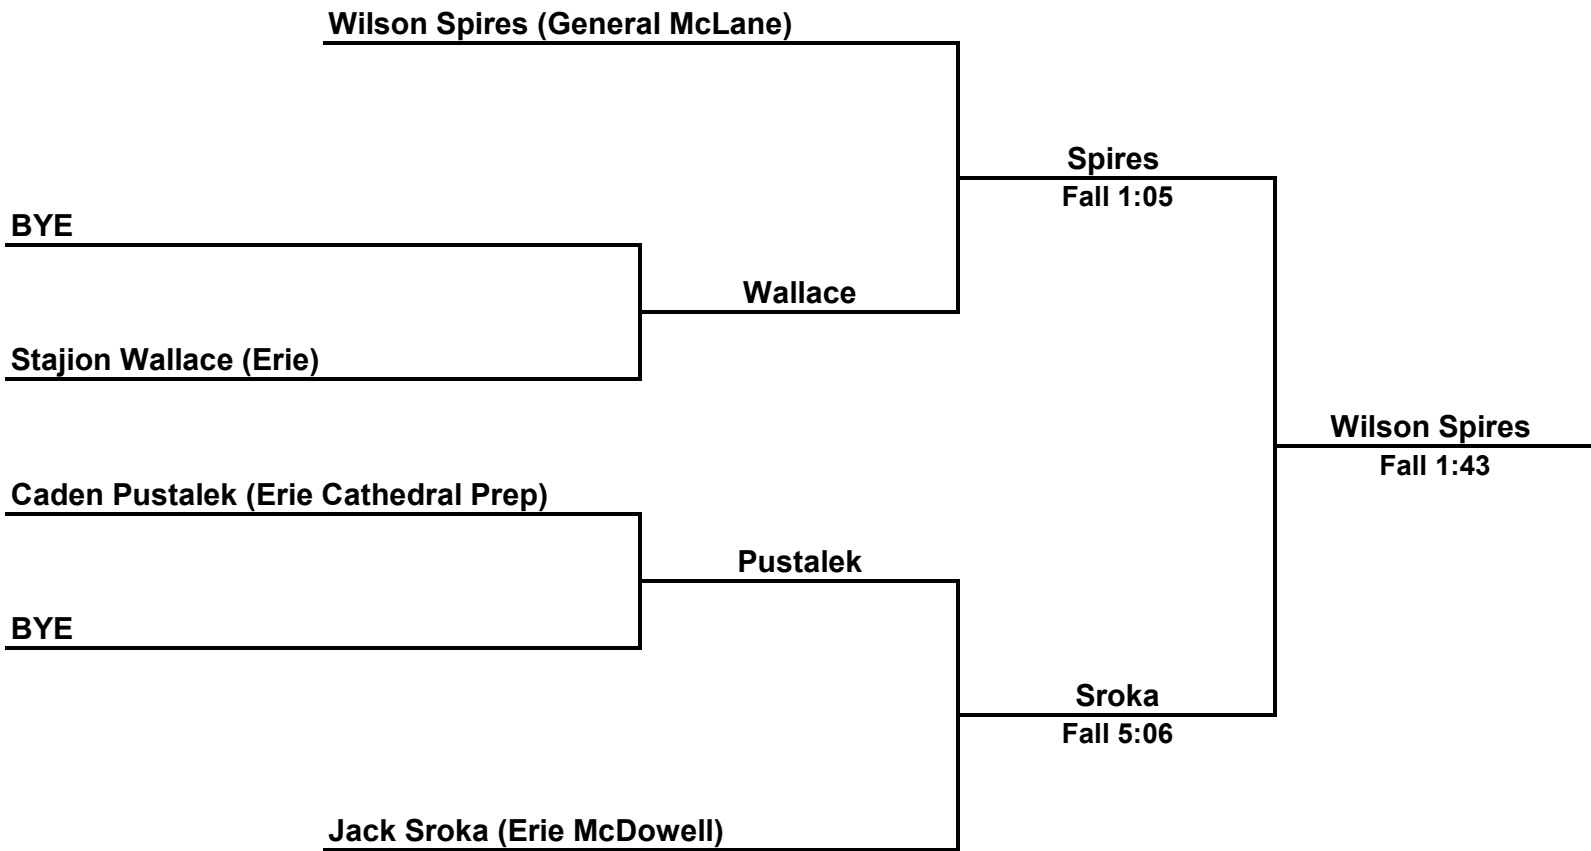 Wilson Spires (General McLane)
Spires
Fall 1:05
BYE
Wallace
Stajion Wallace (Erie)
Wilson Spires
Fall 1:43
Caden Pustalek (Erie Cathedral Prep)
Pustalek
BYE
Sroka
Fall 5:06
Jack Sroka (Erie McDowell)